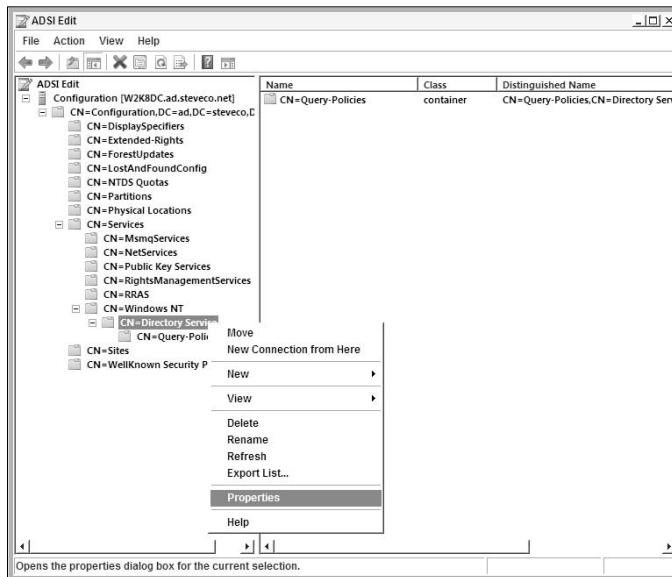 ADSI Edit
File Action View Help
ADSI Edit
Configuration [W2K8DC.ad.steveco.net]
CN=Configuration,DC=ad,DC=steveco,D
CN=DisplaySpecifiers
CN=Extended-Rights
CN=ForestUpdates
CN=LostAndFoundConfig
CN=NTDS Quotas
CN=Partitions
CN=Physical Locations
CN=Services
CN=MsmqServices
CN=NetServices
CN=Public Key Services
CN=RightsManagementServices
CN=RRAS
CN=Windows NT
CN=Directory Service
CN=Query-Polic
CN=Sites
CN=WellKnown Security P
Name Class Distinguished Name
CN=Query-Policies container CN=Query-Policies,CN=Directory Serv
Move
New Connection from Here
New
View
Delete
Rename
Refresh
Export List...
Properties
Help
Opens the properties dialog box for the current selection.